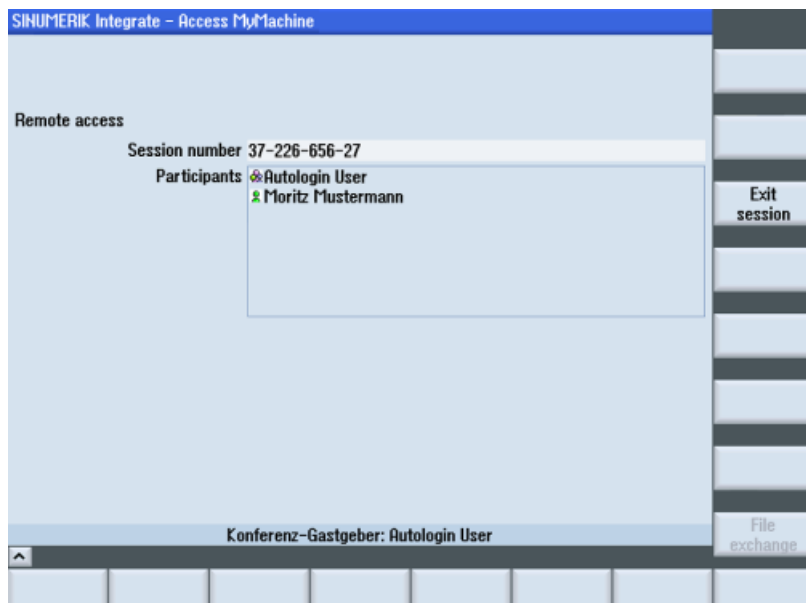 SINUMERIK Integrate - Access MyMachine
Remote access
Session number 37-226-656-27
Participants Autologin User
Moritz Mustermann
Exit
session
Konferenz-Gastgeber: Autologin User
File
exchange